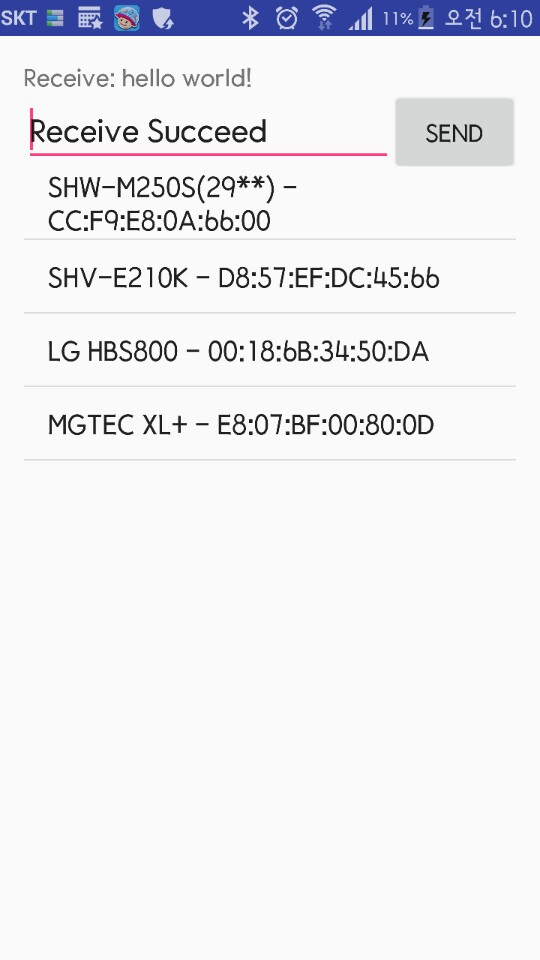 SKT 11% 오전 6:10
Receive: hello world!
Receive Succeed SEND
SHW-M250S(29**) -
CC:F9:E8:0A:66:00
SHV-E210K - D8:57:EF:DC:45:66
LG HBS800 - 00:18:6B:34:50:DA
MGTEC XL+ - E8:07:BF:00:80:0D